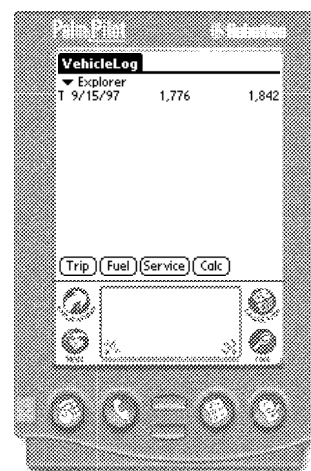 PalmPilot
VehicleLog
Explorer
T 9/15/97 1,776 1,842
Trip Fuel Service Calc